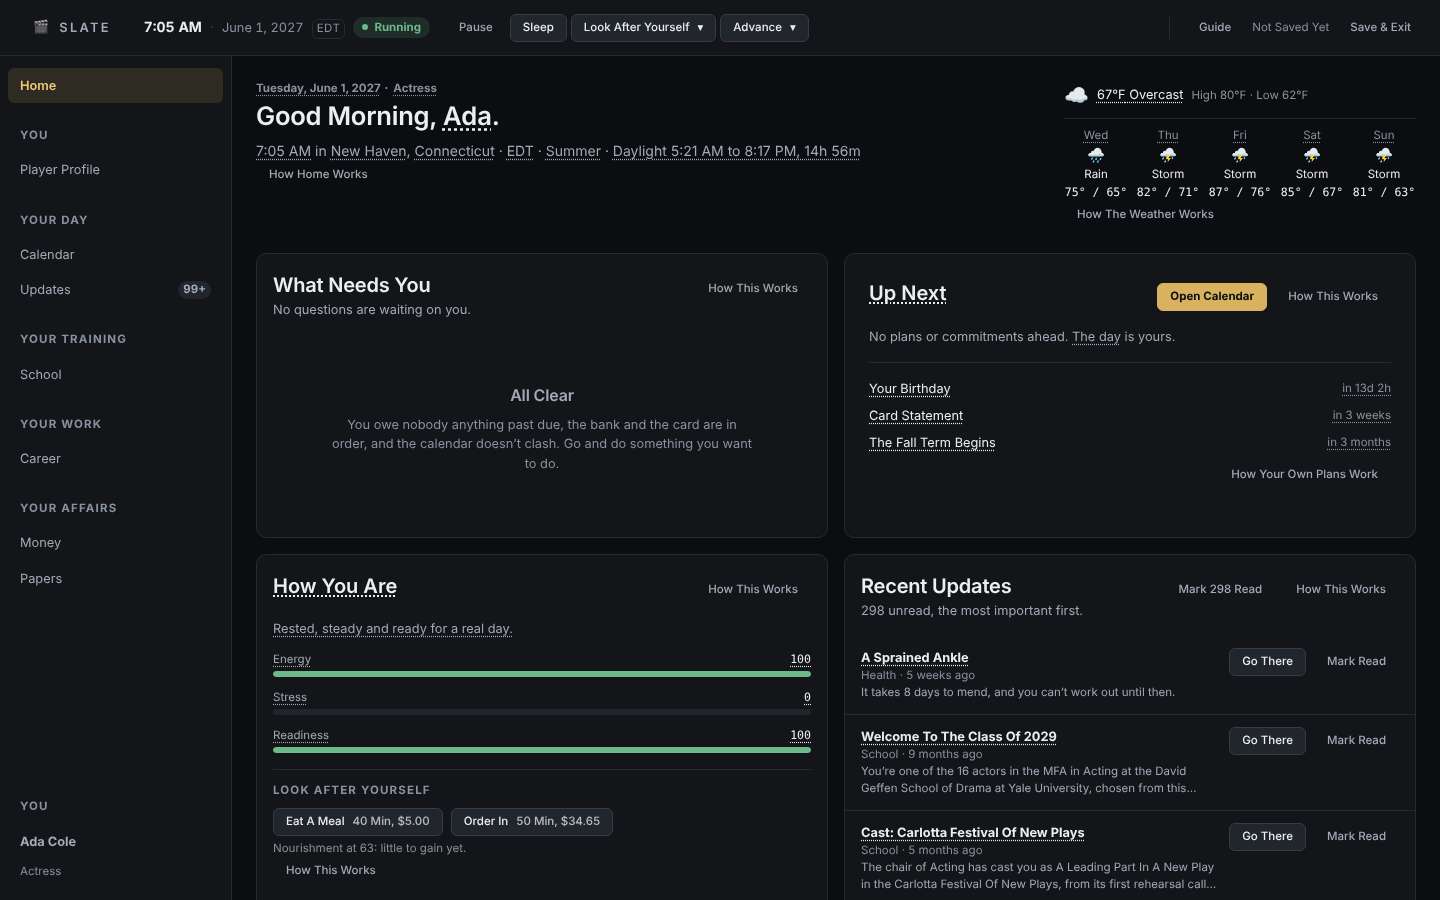 SLATE
7:05 AM · June 1, 2027 EDT Running
Pause
Sleep
Look After Yourself ▾
Advance ▾
Guide
Not Saved Yet
Save & Exit
Home
YOU
Player Profile
YOUR DAY
Calendar
Updates 99+
YOUR TRAINING
School
YOUR WORK
Career
YOUR AFFAIRS
Money
Papers
YOU
Ada Cole
Actress
Tuesday, June 1, 2027 · Actress
Good Morning, Ada.
7:05 AM in New Haven, Connecticut · EDT · Summer · Daylight 5:21 AM to 8:17 PM, 14h 56m
How Home Works
67°F Overcast High 80°F · Low 62°F
Wed Thu Fri Sat Sun
Rain Storm Storm Storm Storm
75° / 65° 82° / 71° 87° / 76° 85° / 67° 81° / 63°
How The Weather Works
What Needs You
How This Works
No questions are waiting on you.
All Clear
You owe nobody anything past due, the bank and the card are in
order, and the calendar doesn’t clash. Go and do something you want
to do.
Up Next
Open Calendar
How This Works
No plans or commitments ahead. The day is yours.
Your Birthday in 13d 2h
Card Statement in 3 weeks
The Fall Term Begins in 3 months
How Your Own Plans Work
How You Are
How This Works
Rested, steady and ready for a real day.
Energy 100
Stress 0
Readiness 100
LOOK AFTER YOURSELF
Eat A Meal 40 Min, $5.00
Order In 50 Min, $34.65
Nourishment at 63: little to gain yet.
How This Works
Recent Updates
Mark 298 Read
How This Works
298 unread, the most important first.
A Sprained Ankle
Health · 5 weeks ago
It takes 8 days to mend, and you can’t work out until then.
Go There
Mark Read
Welcome To The Class Of 2029
School · 9 months ago
You’re one of the 16 actors in the MFA in Acting at the David
Geffen School of Drama at Yale University, chosen from this…
Go There
Mark Read
Cast: Carlotta Festival Of New Plays
School · 5 months ago
The chair of Acting has cast you as A Leading Part In A New Play
in the Carlotta Festival Of New Plays, from its first rehearsal call…
Go There
Mark Read